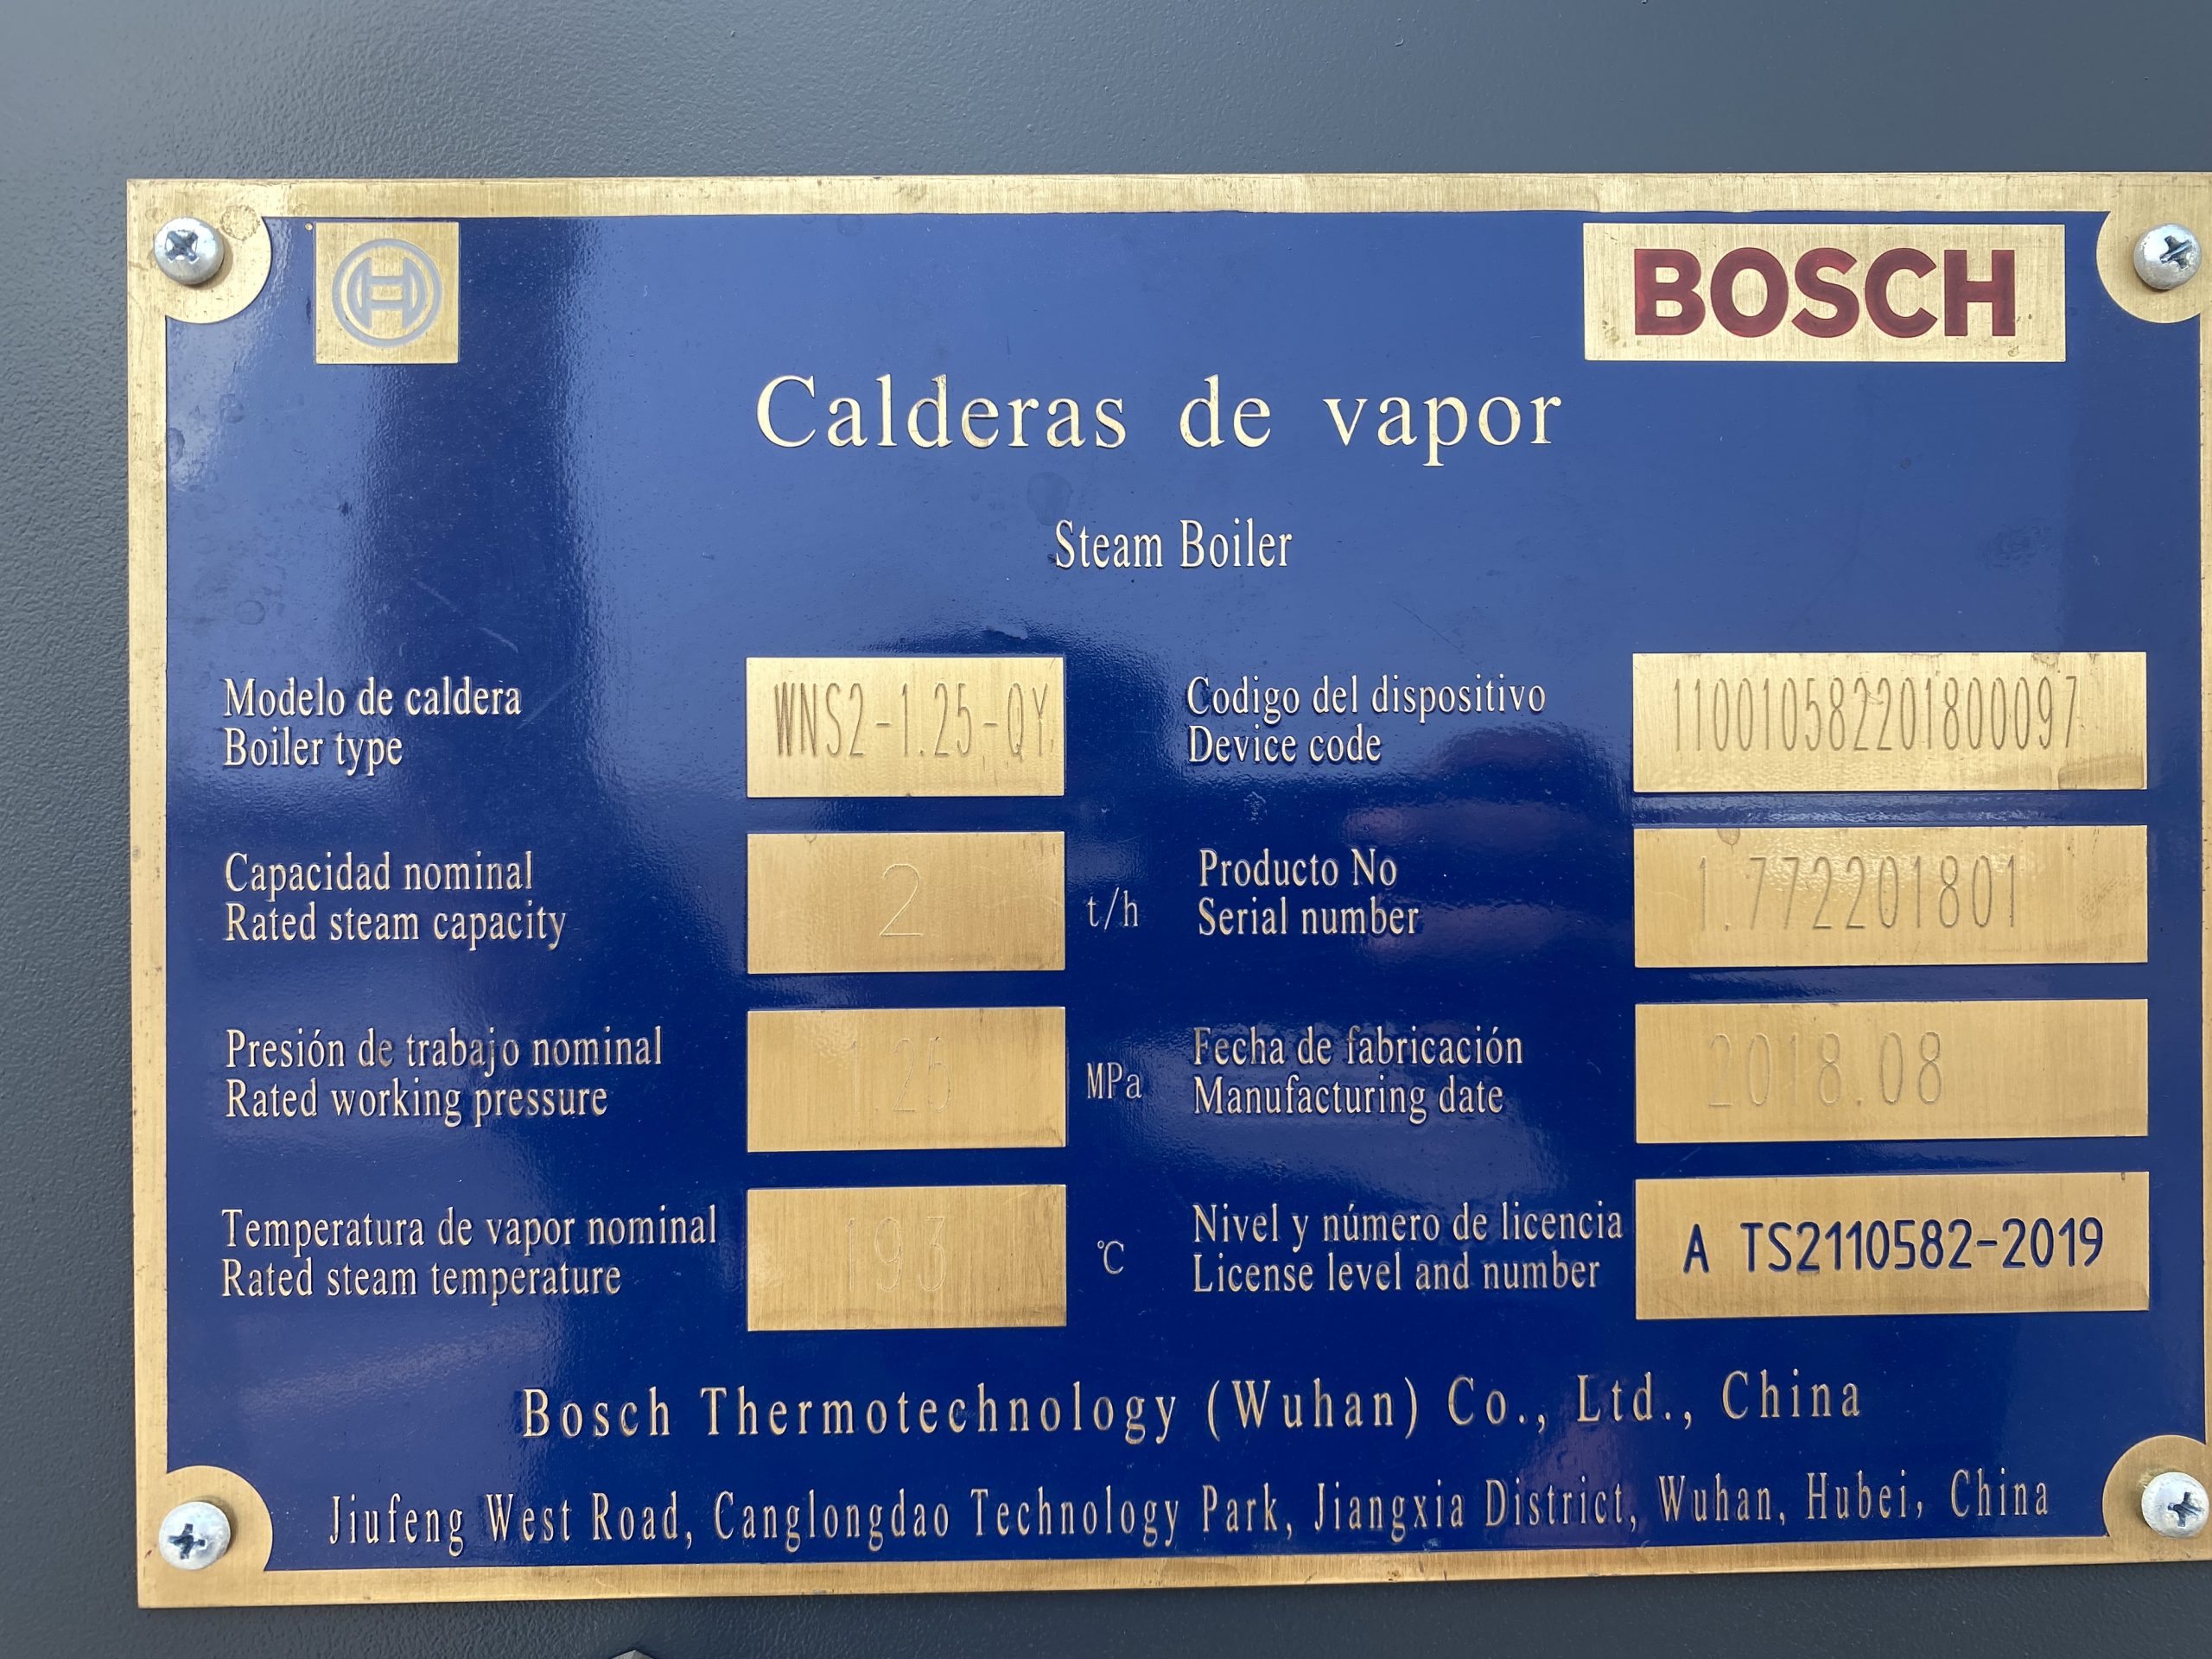 BOSCH
Calderas de vapor
Steam Boiler
Modelo de caldera
Boiler type
WNS2-1.25-QY.
Codigo del dispositivo
Device code
110010582201800097
Capacidad nominal
Rated steam capacity
2
t/h
Producto No
Serial number
1.772201801
Presión de trabajo nominal
Rated working pressure
1.25
MPa
Fecha de fabricación
Manufacturing date
2018.08
Temperatura de vapor nominal
Rated steam temperature
193
℃
Nivel y número de licencia
License level and number
A TS2110582-2019
Bosch Thermotechnology (Wuhan) Co., Ltd., China
Jiufeng West Road, Canglongdao Technology Park, Jiangxia District, Wuhan, Hubei, China